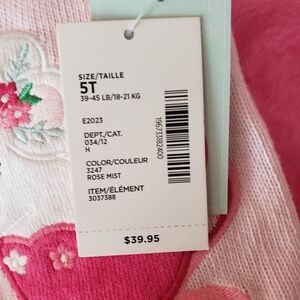 SIZE/TAILLE
5T
39-45 LB/18-21 KG
E2023
DEPT./CAT.
034/12
H
COLOR/COULEUR
3247
ROSE MIST
ITEM/ÉLÉMENT
3037388
196733982400
$39.95